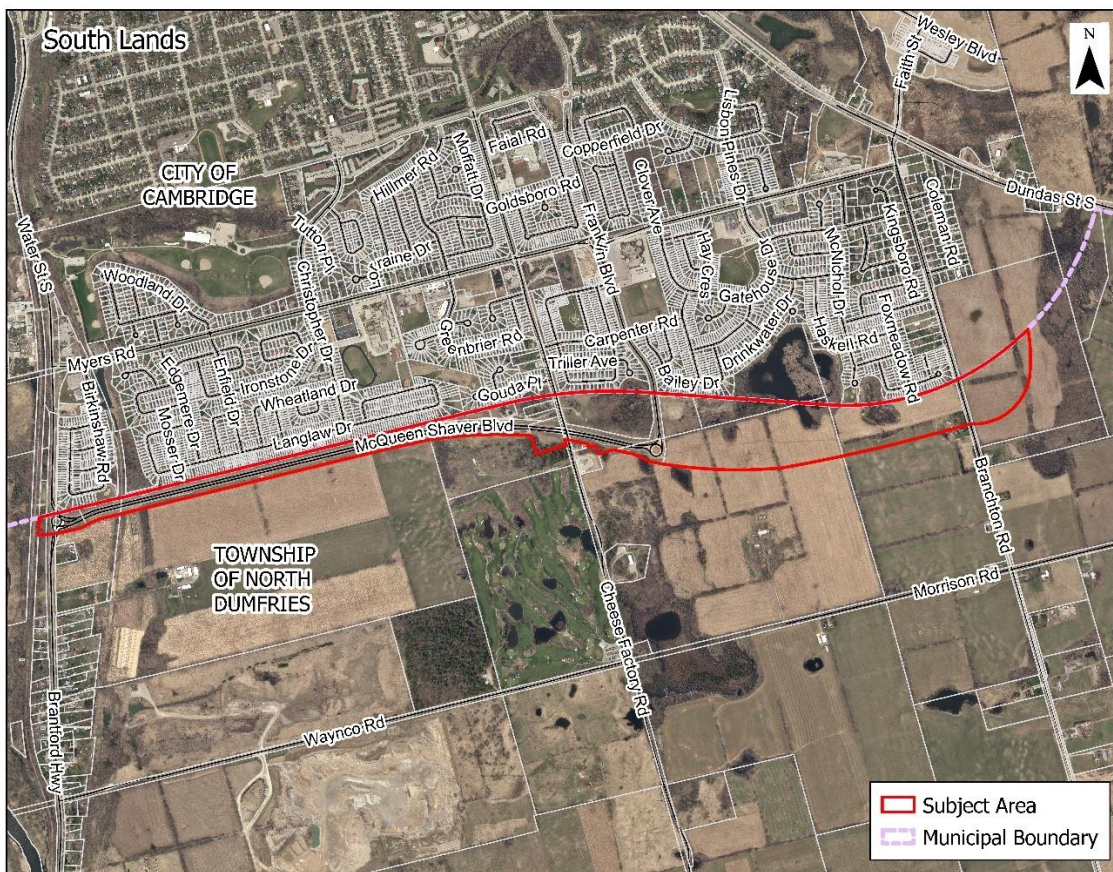 South Lands
N
Wesley Blvd
Faith St
CITY OF
CAMBRIDGE
Water St S
Hillmer Rd
Moffatt Dr
Faial Rd
Copperfield Dr
Lisbon Pines Dr
Goldsboro Rd
Clover Ave
Dundas St S
Tutton Pl
Lorraine Dr
Franklin Blvd
Hay Cres
Gatehouse Dr
McNichol Dr
Kingsboro Rd
Coleman Rd
Woodland Dr
Christopher Dr
Myers Rd
Greenbrier Rd
Carpenter Rd
Drinkwater Dr
Haskell Rd
Foxmeadow Rd
Birkinshaw Rd
Edgemere Dr
Enfield Dr
Ironstone Dr
Wheatland Dr
Triller Ave
Gouda Pl
Bailey Dr
Mosser Dr
Langlaw Dr
McQueen Shaver Blvd
Branchton Rd
TOWNSHIP
OF NORTH
DUMFRIES
Cheese Factory Rd
Morrison Rd
Brantford Hwy
Waynco Rd
Subject Area
Municipal Boundary